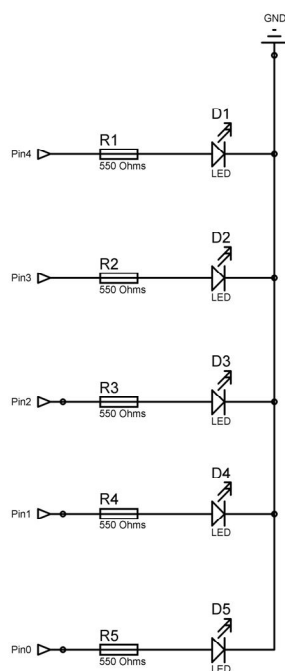 GND
D1
R1
Pin4
550 Ohms
LED
D2
R2
Pin3
550 Ohms
LED
D3
R3
Pin2
550 Ohms
LED
D4
R4
Pin1
550 Ohms
LED
D5
R5
Pin0
550 Ohms
LED